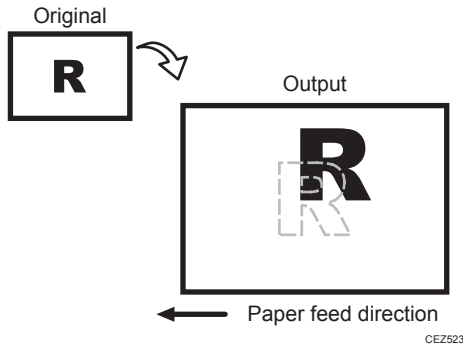 Original
R
Output
R
R
Paper feed direction
CEZ523